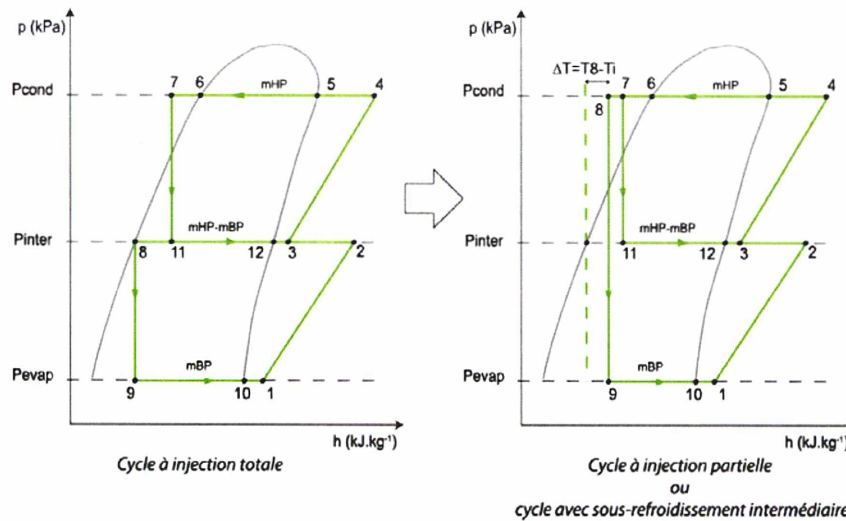 p (kPa)
Pcond
7
6
mHP
5
4
Pinter
mHP-mBP
8
11
12
3
2
Pevap
mBP
9
10
1
h (kJ.kg⁻¹)
Cycle à injection totale
p (kPa)
ΔT=T8-Ti
Pcond
7
6
mHP
5
4
8
Pinter
mHP-mBP
11
12
3
2
Pevap
mBP
9
10
1
h (kJ.kg⁻¹)
Cycle à injection partielle
ou
cycle avec sous-refroidissement intermédiaire